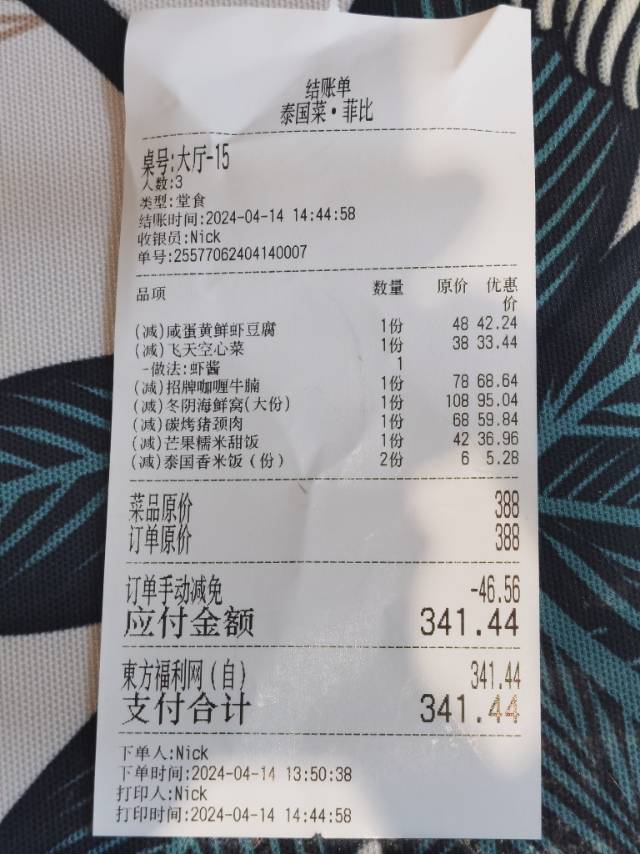 结账单
泰国菜·菲比
桌号:大厅-15
人数:3
类型:堂食
结账时间:2024-04-14 14:44:58
收银员:Nick
单号:25577062404140007
品项 数量 原价 优惠价
(减)咸蛋黄鲜虾豆腐 1份 48 42.24
(减)飞天空心菜 1份 38 33.44
-做法:虾酱 1
(减)招牌咖喱牛腩 1份 78 68.64
(减)冬阴海鲜窝(大份) 1份 108 95.04
(减)碳烤猪颈肉 1份 68 59.84
(减)芒果糯米甜饭 1份 42 36.96
(减)泰国香米饭(份) 2份 6 5.28
菜品原价 388
订单原价 388
订单手动减免 -46.56
应付金额 341.44
東方福利网(自) 341.44
支付合计 341.44
下单人:Nick
下单时间:2024-04-14 13:50:38
打印人:Nick
打印时间:2024-04-14 14:44:58